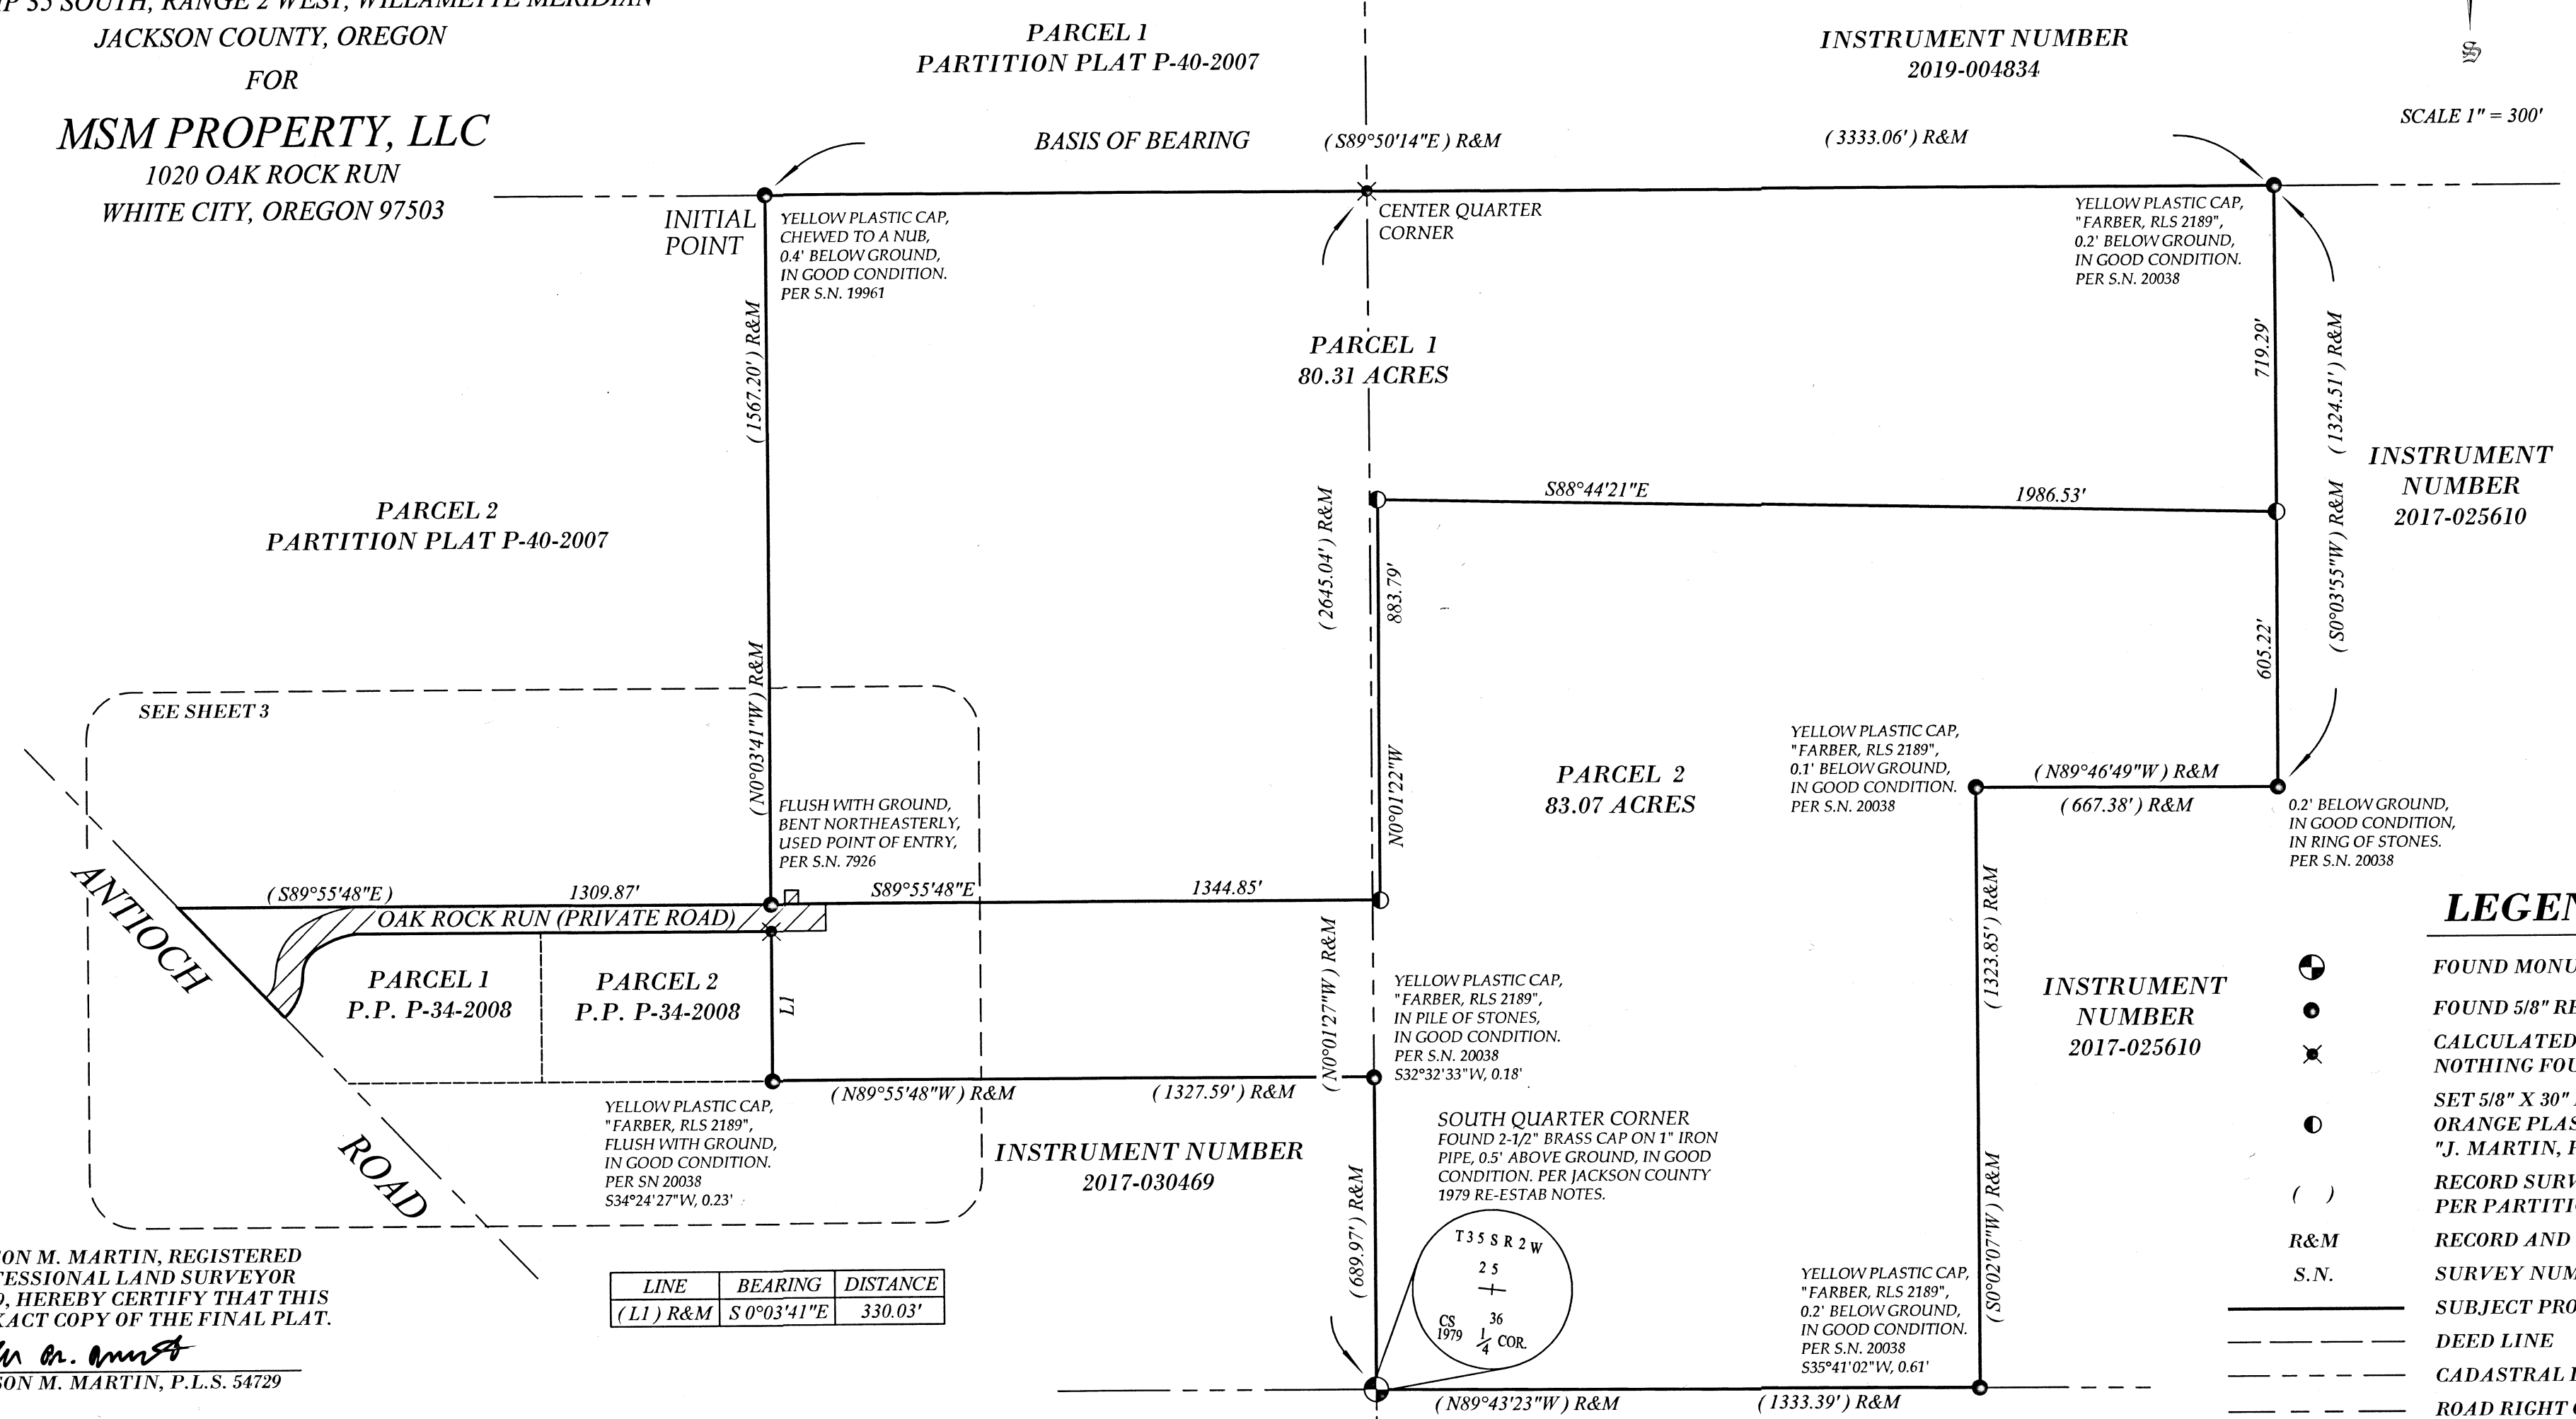 35 SOUTH, RANGE 2 WEST, WILLAMETTE MERIDIAN
JACKSON COUNTY, OREGON
FOR
MSM PROPERTY, LLC
1020 OAK ROCK RUN
WHITE CITY, OREGON 97503
PARCEL 1
PARTITION PLAT P-40-2007
INSTRUMENT NUMBER
2019-004834
S
SCALE 1" = 300'
BASIS OF BEARING
( S89°50'14"E ) R&M
( 3333.06' ) R&M
INITIAL
POINT
YELLOW PLASTIC CAP,
CHEWED TO A NUB,
0.4' BELOW GROUND,
IN GOOD CONDITION.
PER S.N. 19961
CENTER QUARTER
CORNER
YELLOW PLASTIC CAP,
"FARBER, RLS 2189",
0.2' BELOW GROUND,
IN GOOD CONDITION.
PER S.N. 20038
( 1567.20' ) R&M
( N0°03'41"W ) R&M
PARCEL 1
80.31 ACRES
719.29'
( 1324.51' ) R&M
( S0°03'55"W ) R&M
605.22'
INSTRUMENT
NUMBER
2017-025610
PARCEL 2
PARTITION PLAT P-40-2007
S88°44'21"E
1986.53'
( 2645.04' ) R&M
883.79'
N0°01'22"W
SEE SHEET 3
PARCEL 2
83.07 ACRES
YELLOW PLASTIC CAP,
"FARBER, RLS 2189",
0.1' BELOW GROUND,
IN GOOD CONDITION.
PER S.N. 20038
( N89°46'49"W ) R&M
( 667.38' ) R&M
0.2' BELOW GROUND,
IN GOOD CONDITION,
IN RING OF STONES.
PER S.N. 20038
FLUSH WITH GROUND,
BENT NORTHEASTERLY,
USED POINT OF ENTRY,
PER S.N. 7926
( S89°55'48"E )
1309.87'
S89°55'48"E
1344.85'
OAK ROCK RUN (PRIVATE ROAD)
ANTIOCH
ROAD
PARCEL 1
P.P. P-34-2008
PARCEL 2
P.P. P-34-2008
L1
( N0°01'27"W ) R&M
YELLOW PLASTIC CAP,
"FARBER, RLS 2189",
IN PILE OF STONES,
IN GOOD CONDITION.
PER S.N. 20038
S32°32'33"W, 0.18'
( 1323.85' ) R&M
( S0°02'07"W ) R&M
INSTRUMENT
NUMBER
2017-025610
( N89°55'48"W ) R&M
( 1327.59' ) R&M
YELLOW PLASTIC CAP,
"FARBER, RLS 2189",
FLUSH WITH GROUND,
IN GOOD CONDITION.
PER SN 20038
S34°24'27"W, 0.23'
INSTRUMENT NUMBER
2017-030469
SOUTH QUARTER CORNER
FOUND 2-1/2" BRASS CAP ON 1" IRON
PIPE, 0.5' ABOVE GROUND, IN GOOD
CONDITION. PER JACKSON COUNTY
1979 RE-ESTAB NOTES.
( 689.97' ) R&M
T 35 S R 2 W
25
36
CS
1979
1/4 COR.
YELLOW PLASTIC CAP,
"FARBER, RLS 2189",
0.2' BELOW GROUND,
IN GOOD CONDITION.
PER S.N. 20038
S35°41'02"W, 0.61'
( N89°43'23"W ) R&M
( 1333.39' ) R&M
LINE BEARING DISTANCE
( L1 ) R&M S 0°03'41"E 330.03'
ON M. MARTIN, REGISTERED
ESSIONAL LAND SURVEYOR
, HEREBY CERTIFY THAT THIS
ACT COPY OF THE FINAL PLAT.
ON M. MARTIN, P.L.S. 54729
LEGEN
FOUND MONU
FOUND 5/8" RE
CALCULATED
NOTHING FOU
SET 5/8" X 30"
ORANGE PLAS
"J. MARTIN,
( ) RECORD SURV
PER PARTITI
R&M RECORD AND
S.N. SURVEY NUM
SUBJECT PRO
DEED LINE
CADASTRAL
ROAD RIGHT